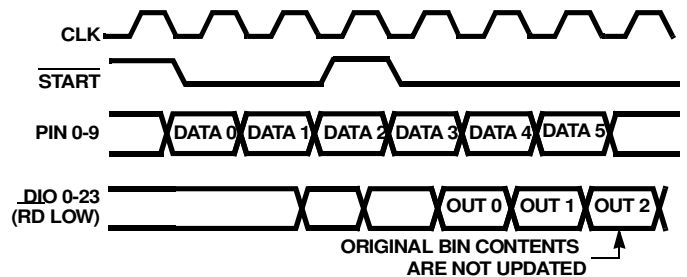 CLK
START
PIN 0-9
DATA 0 DATA 1 DATA 2 DATA 3 DATA 4 DATA 5
DIO 0-23
(RD LOW)
OUT 0 OUT 1 OUT 2
ORIGINAL BIN CONTENTS
ARE NOT UPDATED